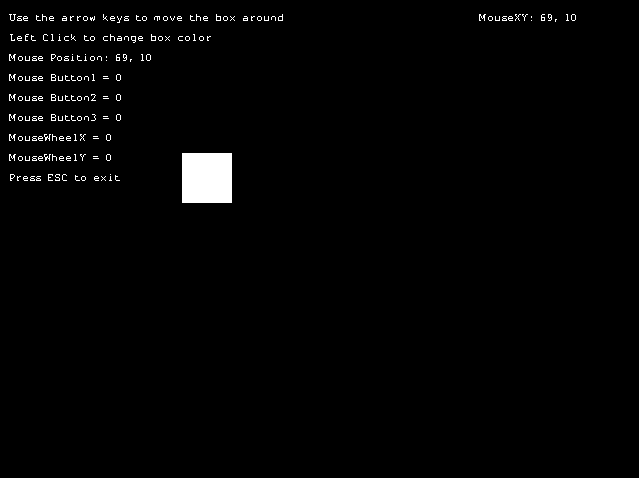 Use the arrow keys to move the box around
MouseXY: 69, 10
Left Click to change box color
Mouse Position: 69, 10
Mouse Button1 = 0
Mouse Button2 = 0
Mouse Button3 = 0
MouseWheelX = 0
MouseWheelY = 0
Press ESC to exit